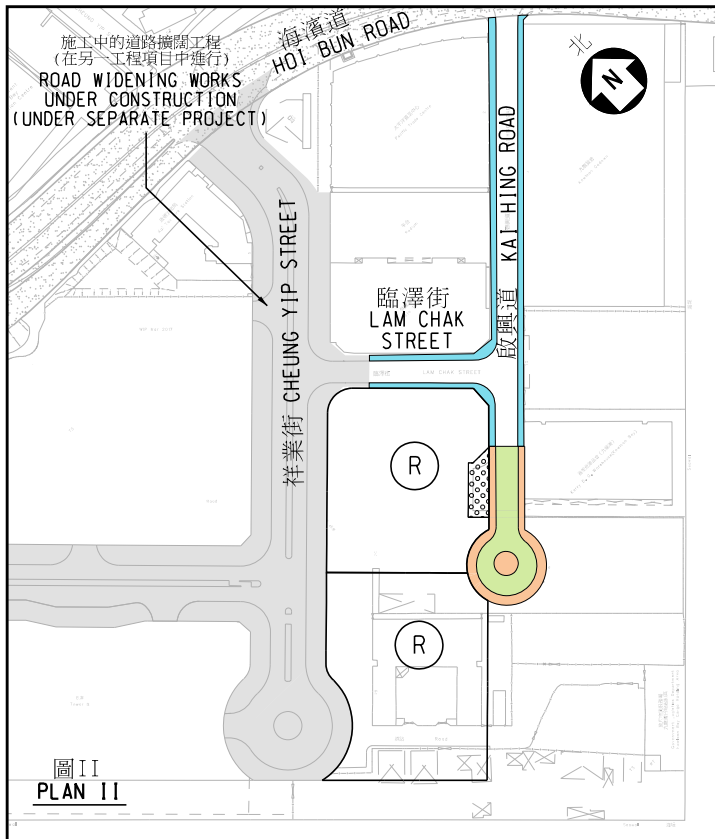 施工中的道路擴闊工程
(在另一工程項目中進行)
ROAD WIDENING WORKS
UNDER CONSTRUCTION
(UNDER SEPARATE PROJECT)
海濱道
HOI BUN ROAD
北
N
啟興道 KAI HING ROAD
祥業街 CHEUNG YIP STREET
臨澤街
LAM CHAK
STREET
臨澤街
LAM CHAK STREET
R
R
圖II
PLAN II